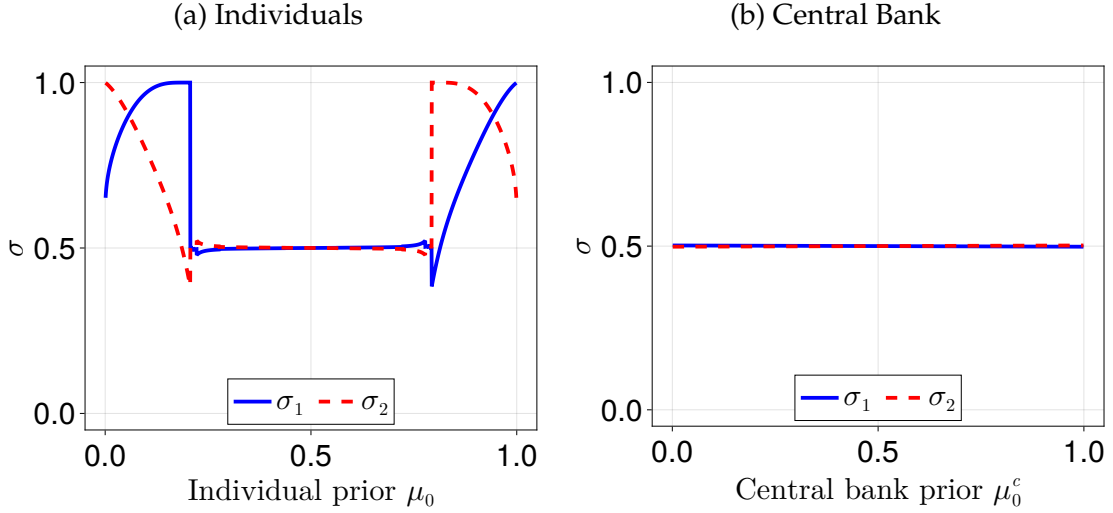 (a) Individuals
1.0
0.5
0.0
σ
σ₁ σ₂
0.0 0.5 1.0
Individual prior μ₀
(b) Central Bank
1.0
0.5
0.0
σ
σ₁ σ₂
0.0 0.5 1.0
Central bank prior μ₀ᶜ